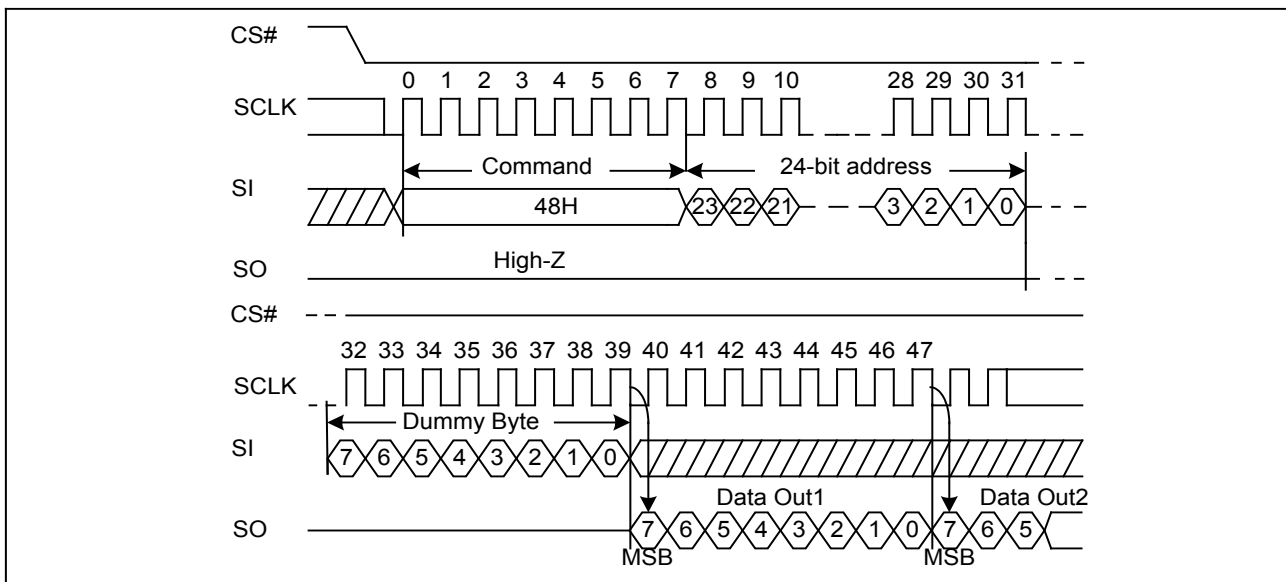 CS#
0 1 2 3 4 5 6 7 8 9 10 28 29 30 31
SCLK
Command 24-bit address
SI
48H 23 22 21 3 2 1 0
High-Z
SO
CS#
32 33 34 35 36 37 38 39 40 41 42 43 44 45 46 47
SCLK
Dummy Byte
SI
7 6 5 4 3 2 1 0
Data Out1 Data Out2
SO
7 6 5 4 3 2 1 0 7 6 5
MSB MSB